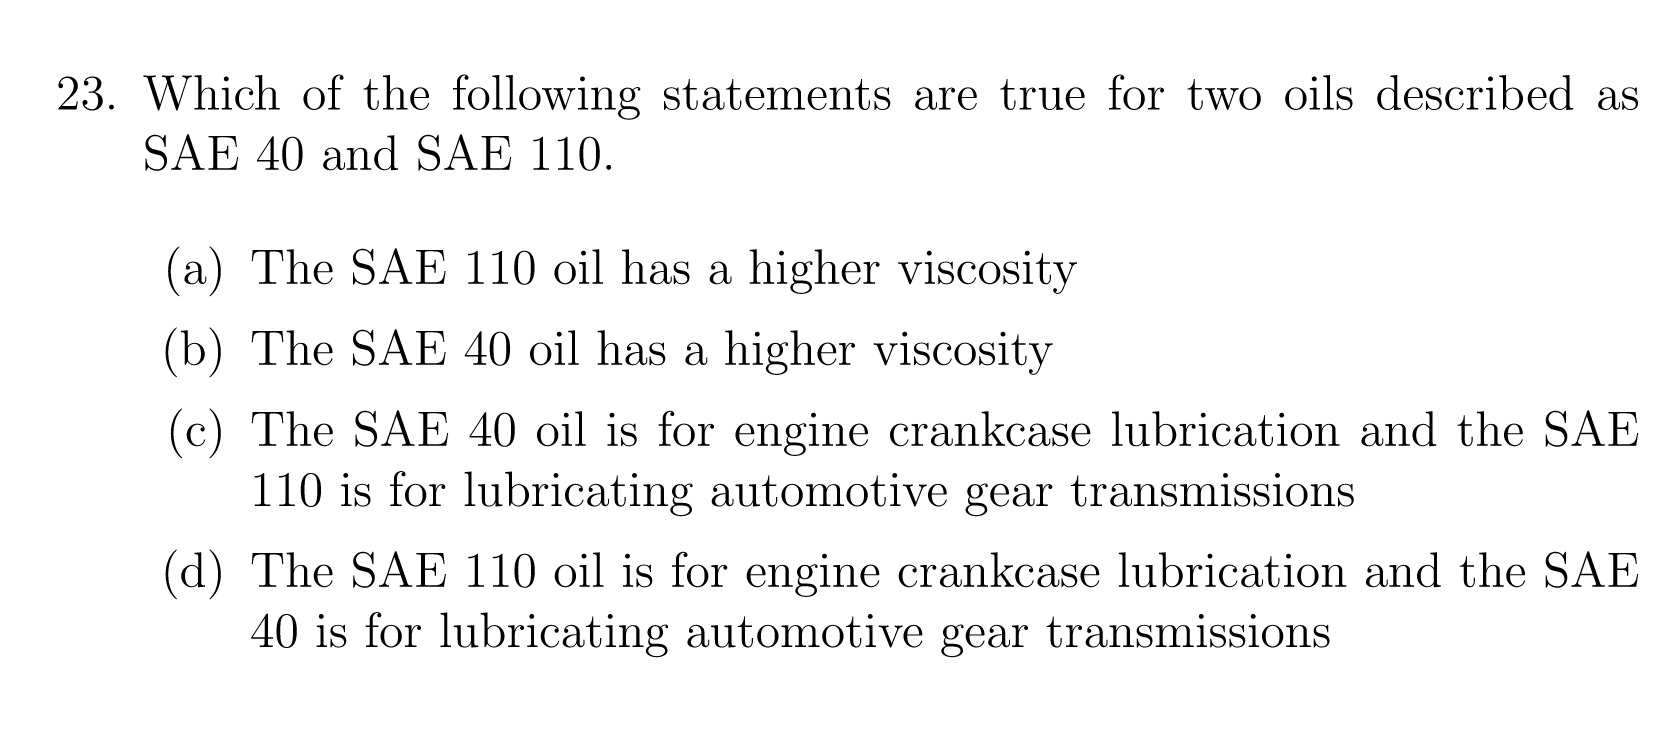 23. Which of the following statements are true for two oils described as
SAE 40 and SAE 110.
(a) The SAE 110 oil has a higher viscosity
(b) The SAE 40 oil has a higher viscosity
(c) The SAE 40 oil is for engine crankcase lubrication and the SAE
110 is for lubricating automotive gear transmissions
(d) The SAE 110 oil is for engine crankcase lubrication and the SAE
40 is for lubricating automotive gear transmissions